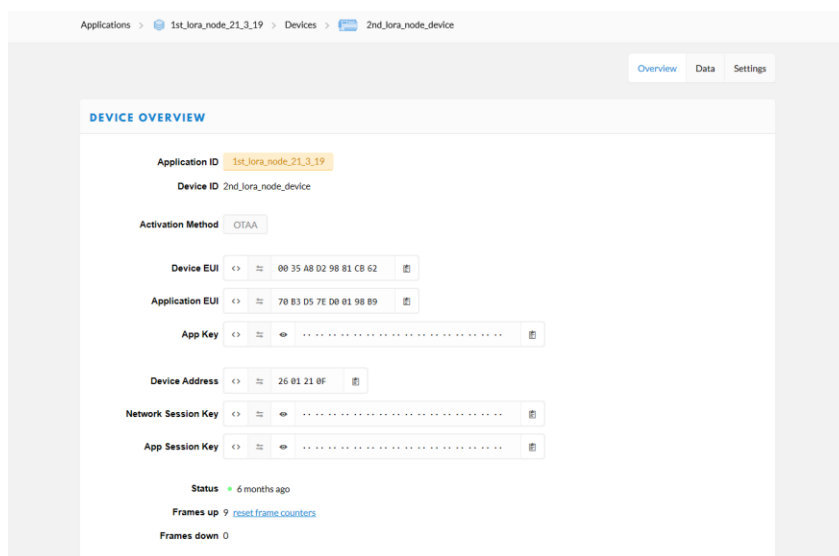 Applications > 1st_lora_node_21_3_19 > Devices > 2nd_lora_node_device
Overview Data Settings
DEVICE OVERVIEW
Application ID 1st_lora_node_21_3_19
Device ID 2nd_lora_node_device
Activation Method OTAA
Device EUI <> 00 35 A8 D2 98 81 CB 62
Application EUI <> 70 B3 D5 7E D0 01 98 B9
App Key <> .. .. .. .. .. .. .. .. .. .. .. .. .. .. .. ..
Device Address <> 26 01 21 0F
Network Session Key <> .. .. .. .. .. .. .. .. .. .. .. .. .. .. .. ..
App Session Key <> .. .. .. .. .. .. .. .. .. .. .. .. .. .. .. ..
Status 6 months ago
Frames up 9 reset frame counters
Frames down 0